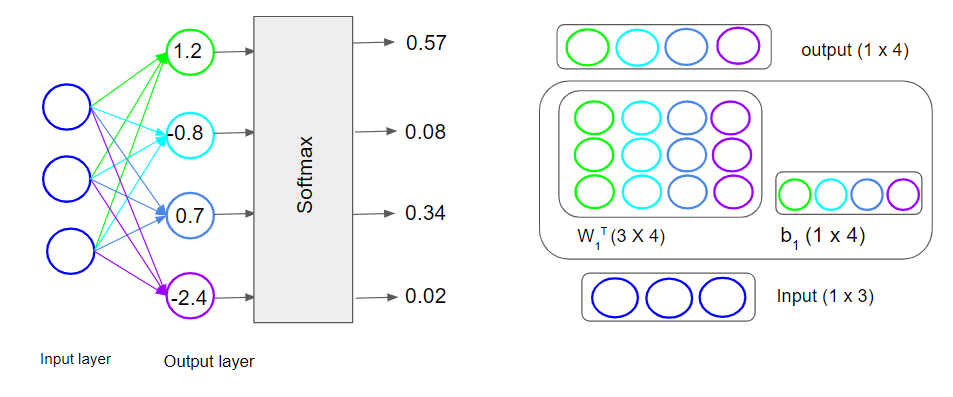 1.2
-0.8
0.7
-2.4
Softmax
0.57
0.08
0.34
0.02
Input layer
Output layer
output (1 x 4)
W₁ᵀ (3 X 4)
b₁ (1 x 4)
Input (1 x 3)